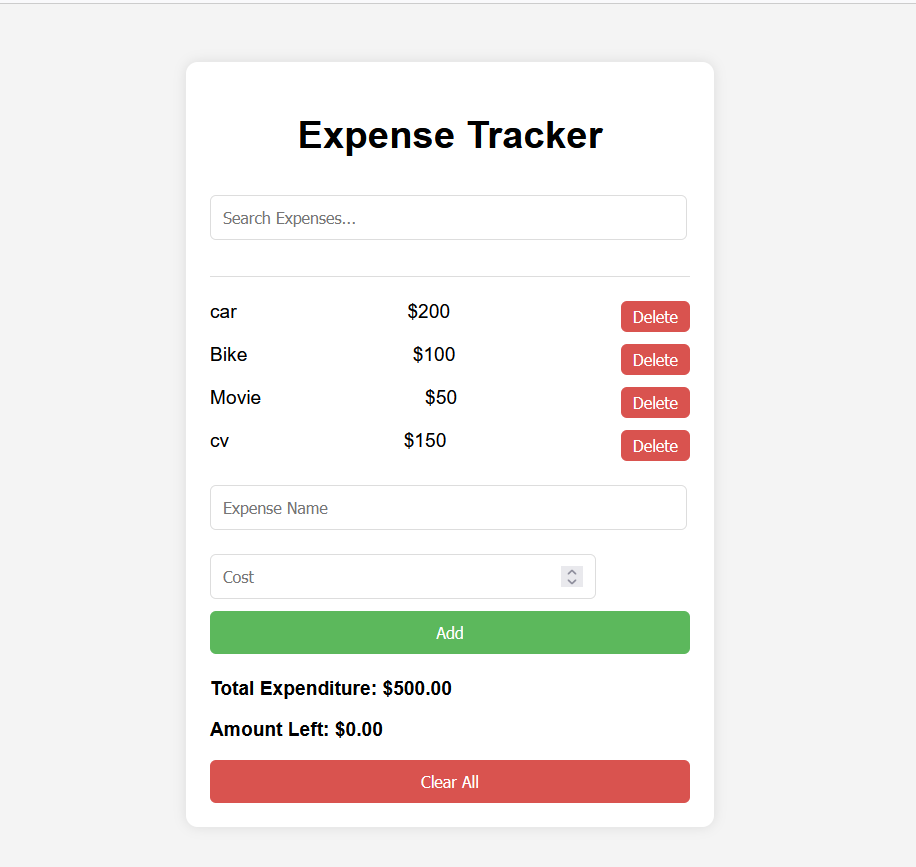 Expense Tracker
Search Expenses...
car $200 Delete
Bike $100 Delete
Movie $50 Delete
cv $150 Delete
Expense Name
Cost
Add
Total Expenditure: $500.00
Amount Left: $0.00
Clear All